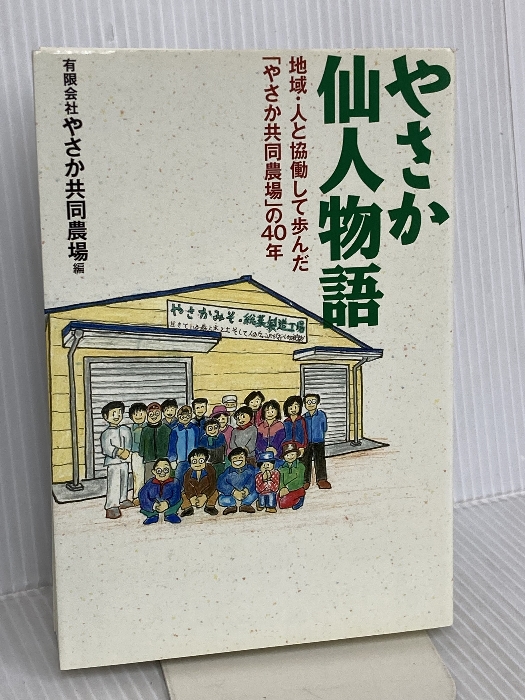 やさか
仙人物語
地域・人と協働して歩んだ
「やさか共同農場」の40年
有限会社やさか共同農場 編
やさかみそ・総菜製造工場